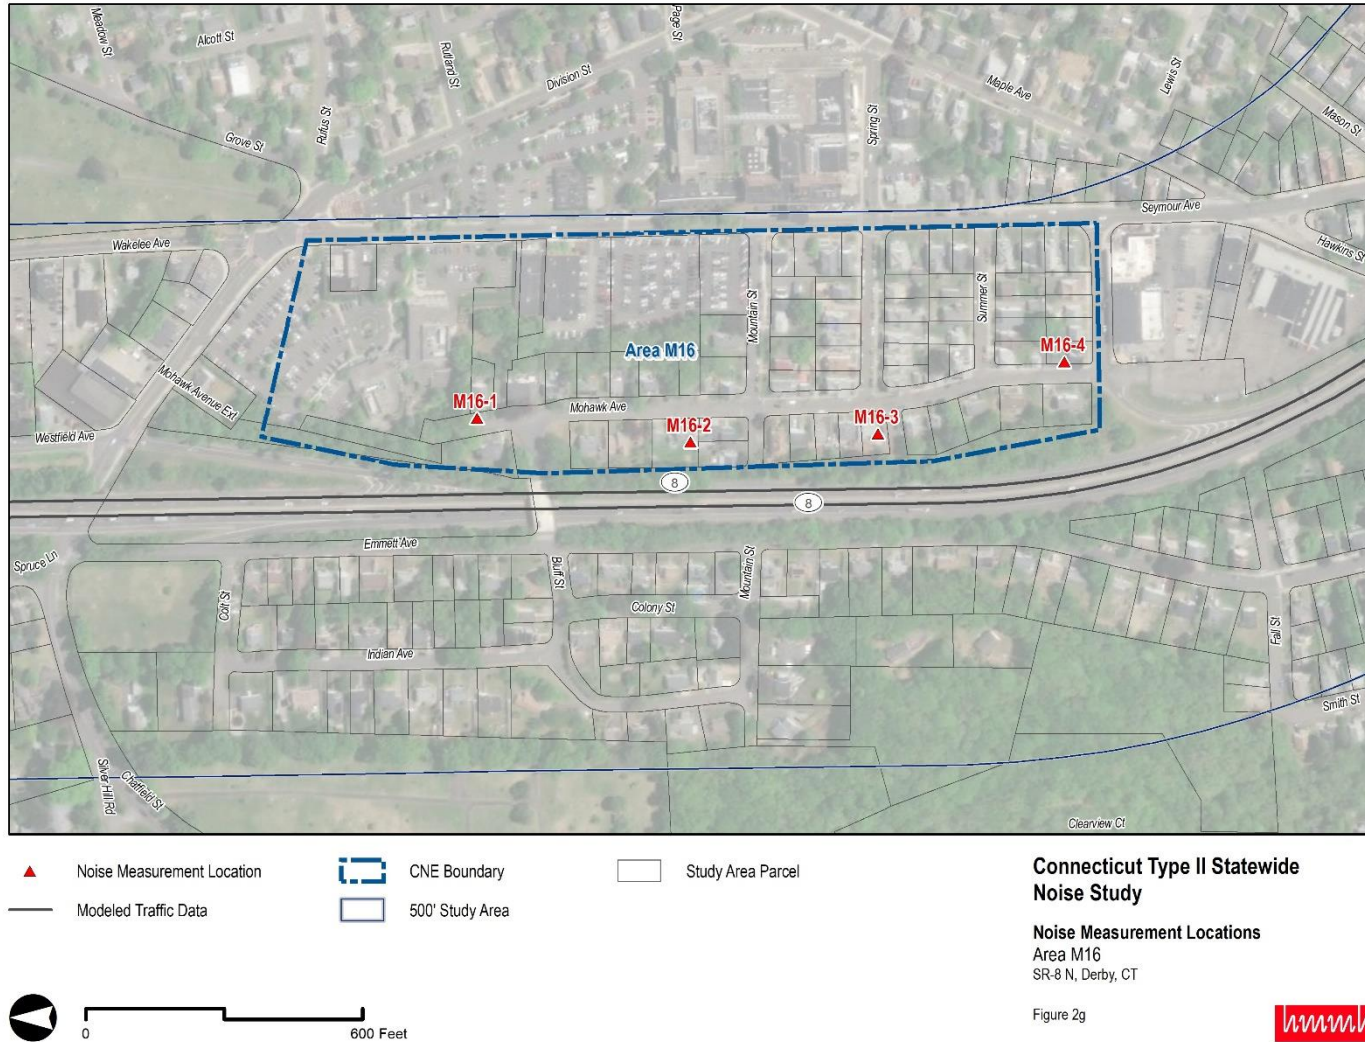 Meadow St
Alcott St
Rutland St
Page St
Division St
Maple Ave
Lewis St
Mason St
Rufus St
Grove St
Spring St
Seymour Ave
Hawkins St
Wakelee Ave
Mountain St
Summer St
Area M16
M16-4
Mohawk Avenue Ext
M16-1
Mohawk Ave
M16-2
M16-3
Westfield Ave
8
8
Emmett Ave
Spruce Ln
Bluff St
Mountain St
Colt St
Colony St
Fall St
Indian Ave
Smith St
Silver Hill Rd
Chatfield St
Clearview Ct
Noise Measurement Location
CNE Boundary
Study Area Parcel
Modeled Traffic Data
500' Study Area
Connecticut Type II Statewide
Noise Study
Noise Measurement Locations
Area M16
SR-8 N, Derby, CT
Figure 2g
0
600 Feet
hmmh